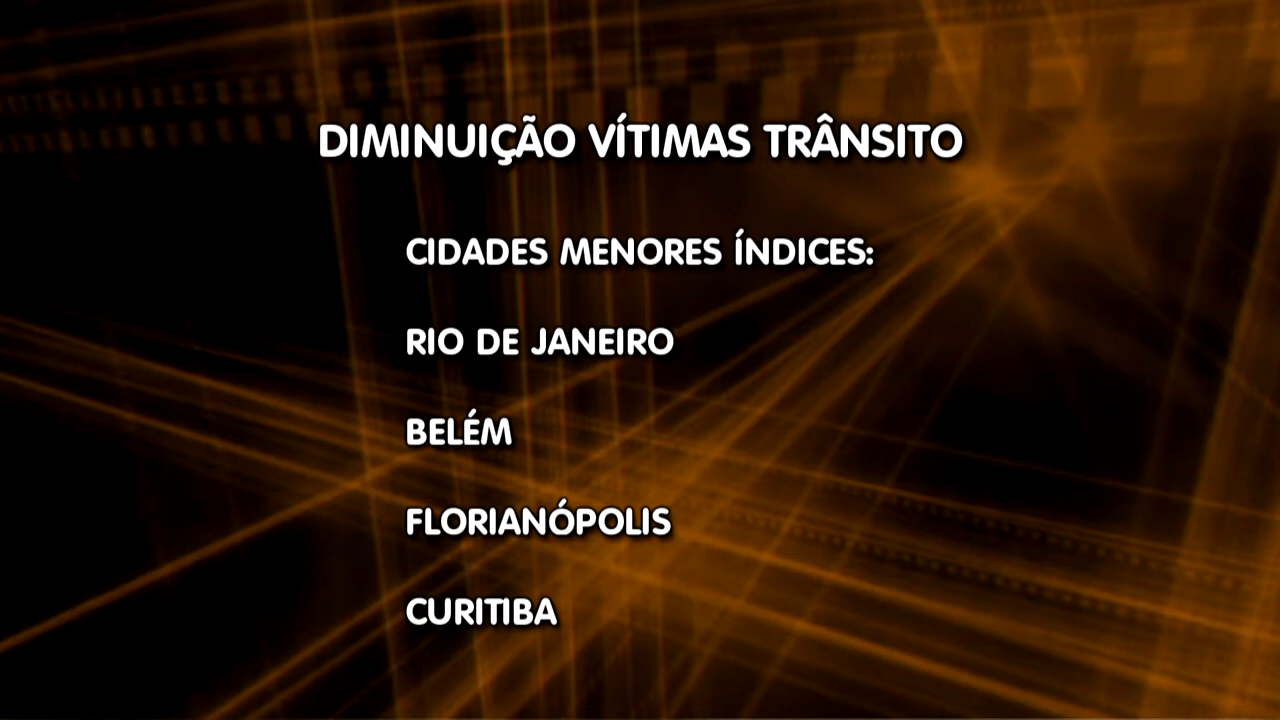 DIMINUIÇÃO VÍTIMAS TRÂNSITO
CIDADES MENORES ÍNDICES:
RIO DE JANEIRO
BELÉM
FLORIANÓPOLIS
CURITIBA